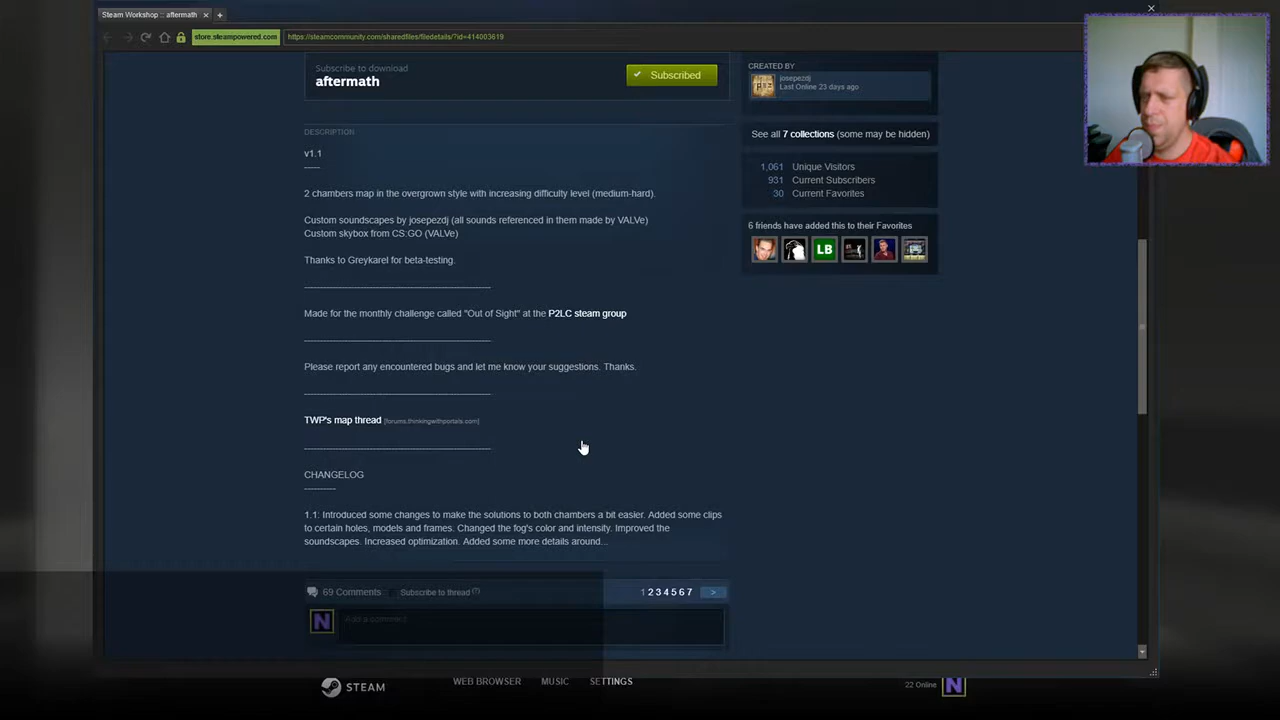 Steam Workshop :: aftermath
store.steampowered.com
https://steamcommunity.com/sharedfiles/filedetails/?id=414003619
Subscribe to download
aftermath
Subscribed
DESCRIPTION
v1.1
-----
2 chambers map in the overgrown style with increasing difficulty level (medium-hard).
Custom soundscapes by josepezdj (all sounds referenced in them made by VALVe)
Custom skybox from CS:GO (VALVe)
Thanks to Greykarel for beta-testing.
Made for the monthly challenge called "Out of Sight" at the P2LC steam group
Please report any encountered bugs and let me know your suggestions. Thanks.
TWP's map thread [forums.thinkingwithportals.com]
CHANGELOG
----------
1.1: Introduced some changes to make the solutions to both chambers a bit easier. Added some clips
to certain holes, models and frames. Changed the fog's color and intensity. Improved the
soundscapes. Increased optimization. Added some more details around...
69 Comments
Subscribe to thread (?)
1 2 3 4 5 6 7 >
Add a comment
CREATED BY
josepezdj
Last Online 23 days ago
See all 7 collections (some may be hidden)
1,061 Unique Visitors
931 Current Subscribers
30 Current Favorites
6 friends have added this to their Favorites
LB
STEAM
WEB BROWSER
MUSIC
SETTINGS
22 Online
N